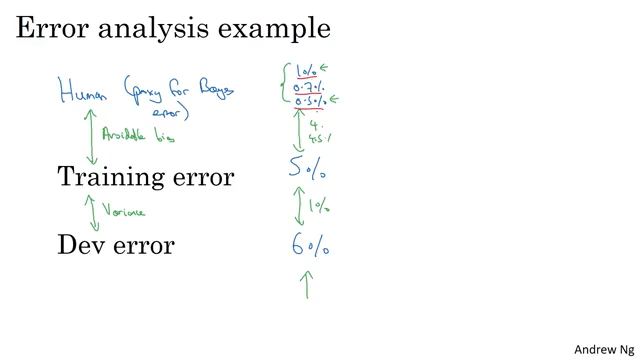 Error analysis example
Human (proxy for Bayes error)
1%
0.7%
0.5%
Avoidable bias
4%
4.5%
Training error
5%
Variance
1%
Dev error
6%
Andrew Ng